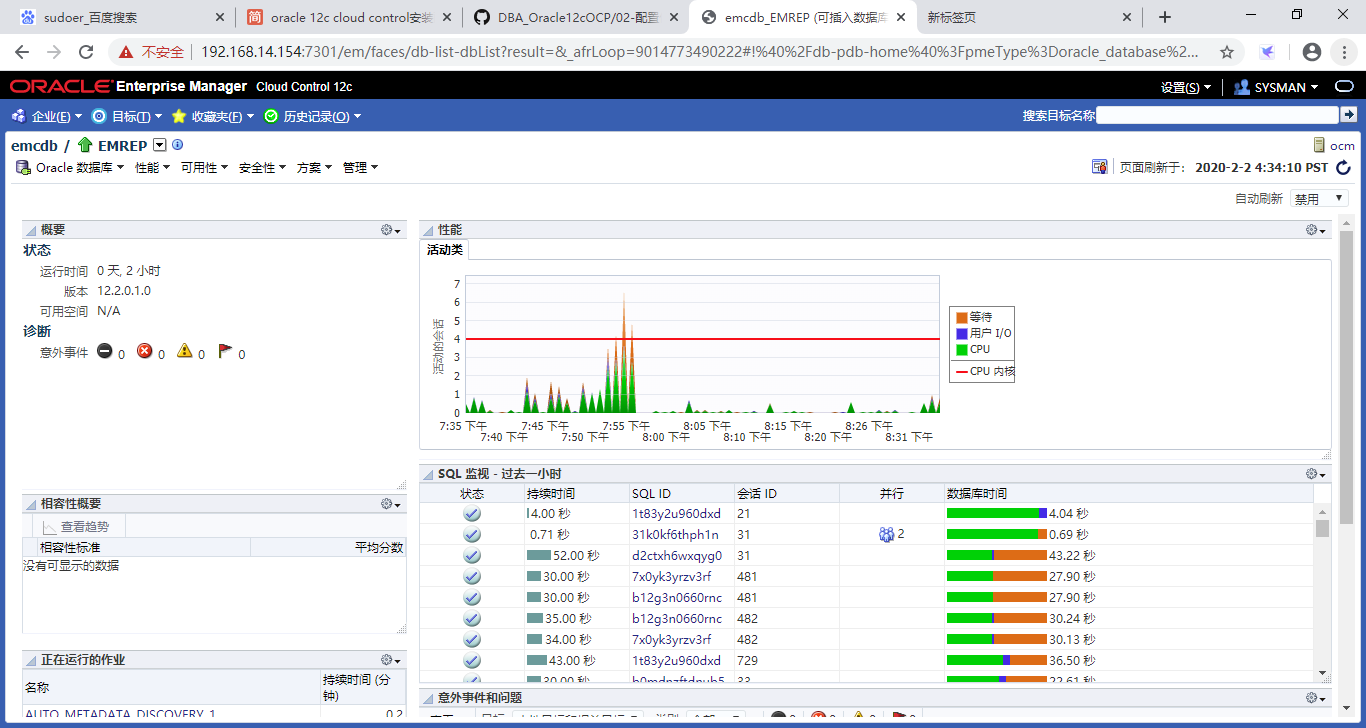 sudoer_百度搜索
oracle 12c cloud control安装
DBA_Oracle12cOCP/02-配置
emcdb_EMREP (可插入数据库
新标签页
不安全 192.168.14.154:7301/em/faces/db-list-dbList?result=&_afrLoop=9014773490222#!%40%2Fdb-pdb-home%40%3FpmeType%3Doracle_database%2...
ORACLE Enterprise Manager Cloud Control 12c
设置(S) SYSMAN
企业(E) 目标(T) 收藏夹(F) 历史记录(O) 搜索目标名称
emcdb / EMREP ocm
Oracle 数据库 性能 可用性 安全性 方案 管理
页面刷新于: 2020-2-2 4:34:10 PST
自动刷新 禁用
概要
状态
运行时间 0 天, 2 小时
版本 12.2.0.1.0
可用空间 N/A
诊断
意外事件 0 0 0 0
相容性概要
查看趋势
相容性标准 平均分数
没有可显示的数据
正在运行的作业
名称 持续时间 (分钟)
AUTO_METADATA_DISCOVERY_1 0.2
性能
活动类
活动的会话
7
6
5
4
3
2
1
0
7:35 下午 7:45 下午 7:55 下午 8:05 下午 8:15 下午 8:26 下午
7:40 下午 7:50 下午 8:00 下午 8:10 下午 8:20 下午 8:31 下午
等待
用户 I/O
CPU
CPU 内核
SQL 监视 - 过去一小时
状态 持续时间 SQL ID 会话 ID 并行 数据库时间
4.00 秒 1t83y2u960dxd 21 4.04 秒
0.71 秒 31k0kf6thph1n 31 2 0.69 秒
52.00 秒 d2ctxh6wxqyg0 31 43.22 秒
30.00 秒 7x0yk3yrzv3rf 481 27.90 秒
30.00 秒 b12g3n0660rnc 481 27.90 秒
35.00 秒 b12g3n0660rnc 482 30.24 秒
34.00 秒 7x0yk3yrzv3rf 482 30.13 秒
43.00 秒 1t83y2u960dxd 729 36.50 秒
30.00 秒 33 22.61 秒
意外事件和问题